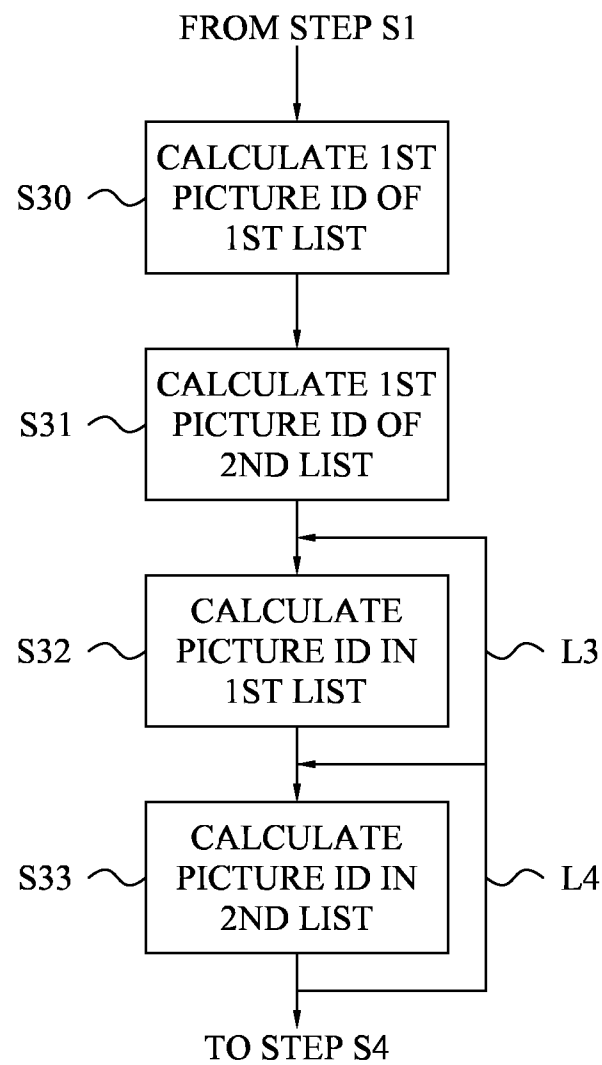 FROM STEP S1
CALCULATE 1ST
PICTURE ID OF
1ST LIST
S30
CALCULATE 1ST
PICTURE ID OF
2ND LIST
S31
CALCULATE
PICTURE ID IN
1ST LIST
S32
L3
CALCULATE
PICTURE ID IN
2ND LIST
S33
L4
TO STEP S4